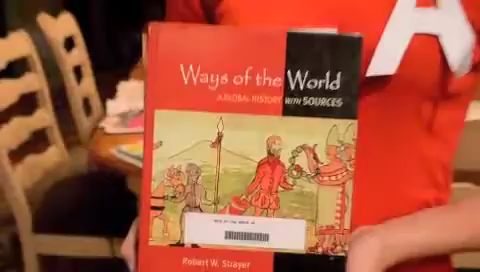 A
Ways of the World
A GLOBAL HISTORY WITH SOURCES
Robert W. Strayer